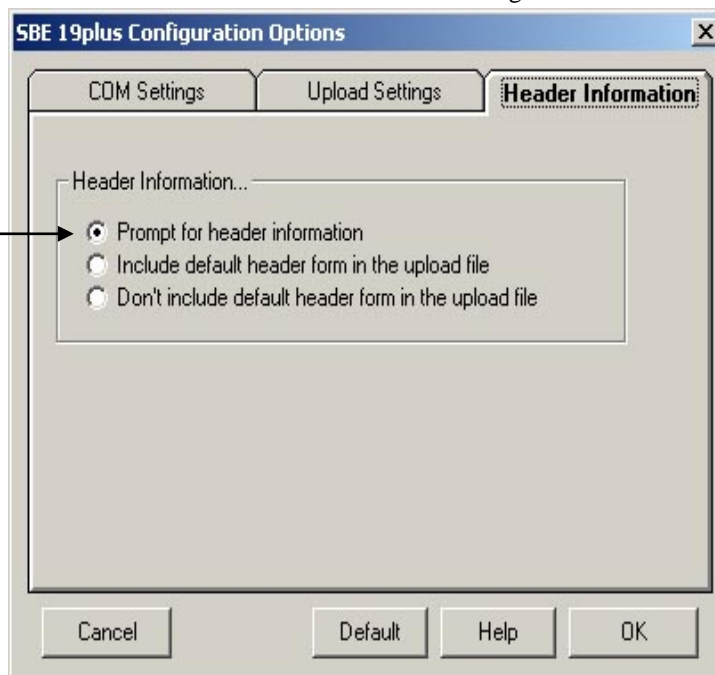 SBE 19plus Configuration Options
COM Settings
Upload Settings
Header Information
Header Information...
Prompt for header information
Include default header form in the upload file
Don't include default header form in the upload file
Cancel
Default
Help
OK